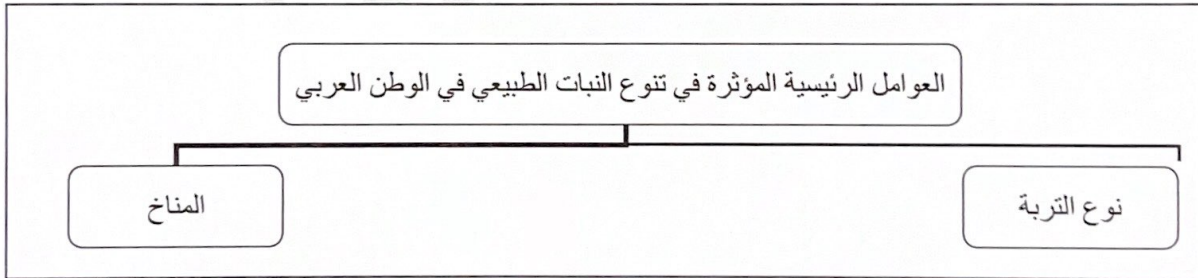 العوامل الرئيسية المؤثرة في تنوع النبات الطبيعي في الوطن العربي
نوع التربة
المناخ